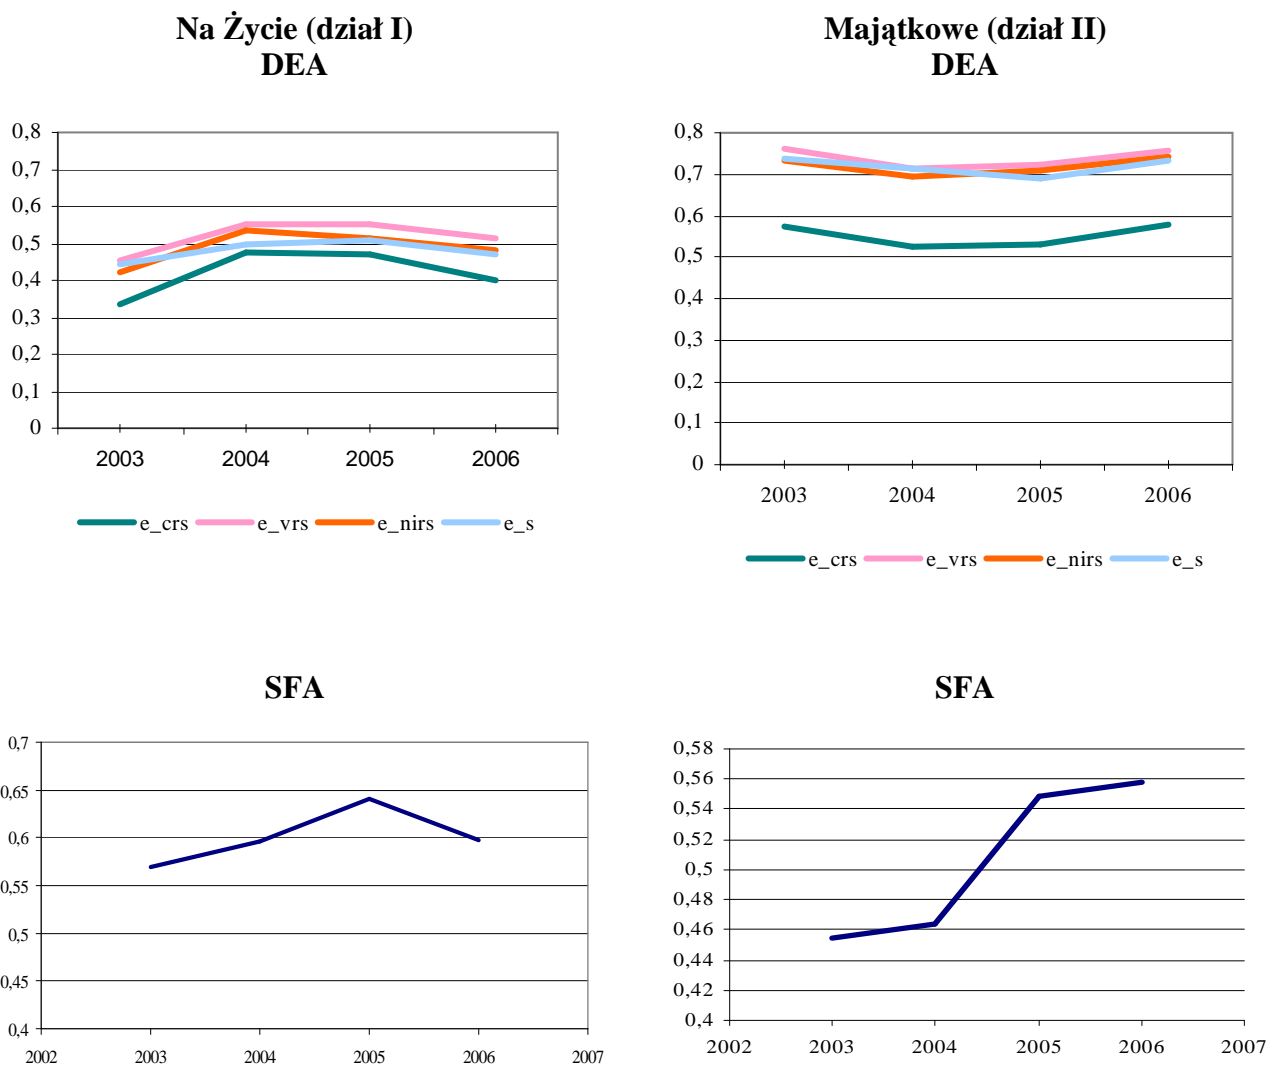 Na Życie (dział I)
DEA
0,8
0,7
0,6
0,5
0,4
0,3
0,2
0,1
0
2003 2004 2005 2006
e_crs e_vrs e_nirs e_s
Majątkowe (dział II)
DEA
0,8
0,7
0,6
0,5
0,4
0,3
0,2
0,1
0
2003 2004 2005 2006
e_crs e_vrs e_nirs e_s
SFA
0,7
0,65
0,6
0,55
0,5
0,45
0,4
2002 2003 2004 2005 2006 2007
SFA
0,58
0,56
0,54
0,52
0,5
0,48
0,46
0,44
0,42
0,4
2002 2003 2004 2005 2006 2007